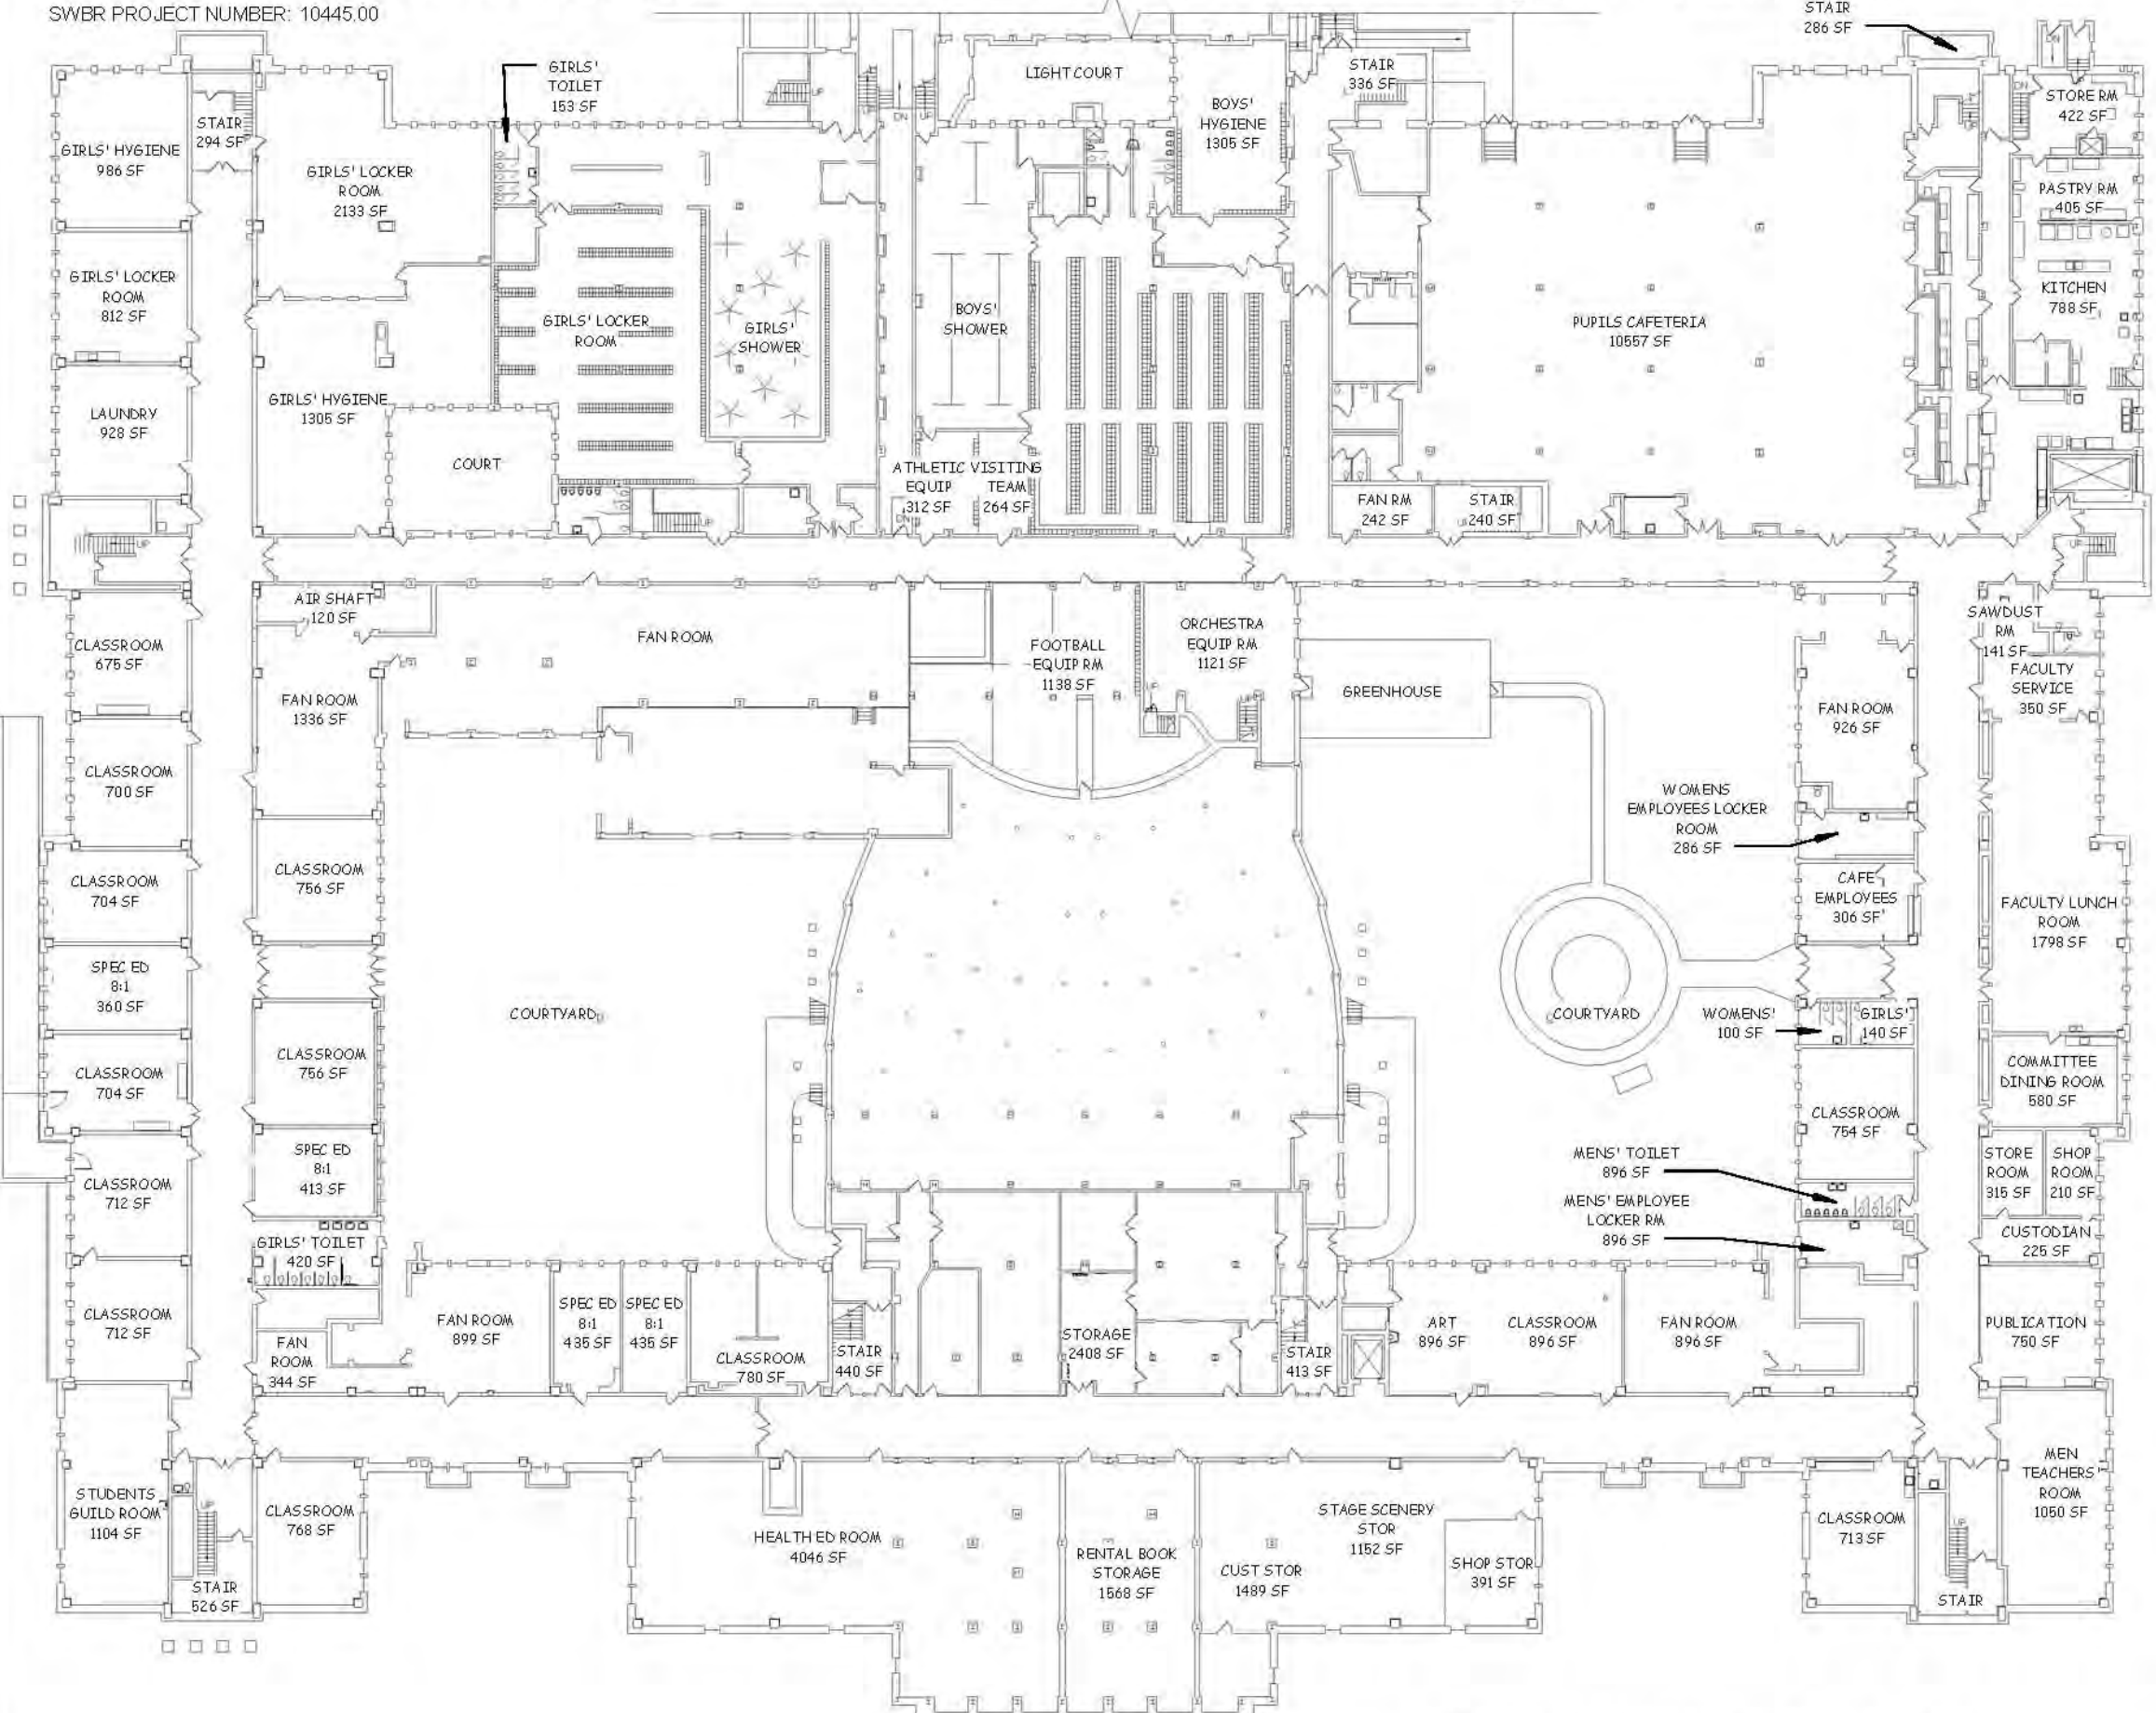 SWBR PROJECT NUMBER: 10445.00
STAIR
286 SF
GIRLS'
TOILET
153 SF
LIGHT COURT
STAIR
336 SF
BOYS'
HYGIENE
1305 SF
STORE RM
422 SF
STAIR
294 SF
GIRLS' HYGIENE
986 SF
GIRLS' LOCKER
ROOM
2133 SF
PASTRY RM
405 SF
GIRLS' LOCKER
ROOM
812 SF
KITCHEN
788 SF
GIRLS' LOCKER
ROOM
GIRLS'
SHOWER
BOYS'
SHOWER
PUPILS CAFETERIA
10557 SF
LAUNDRY
928 SF
GIRLS' HYGIENE
1305 SF
COURT
ATHLETIC
EQUIP
312 SF
VISITING
TEAM
264 SF
FAN RM
242 SF
STAIR
240 SF
UP
UP
UP
UP
UP
DN
UP
DN
DN
DN
AIR SHAFT
120 SF
CLASSROOM
675 SF
FAN ROOM
FOOTBALL
EQUIP RM
1138 SF
ORCHESTRA
EQUIP RM
1121 SF
GREENHOUSE
SAWDUST
RM
141 SF
FACULTY
SERVICE
350 SF
FAN ROOM
1336 SF
FAN ROOM
926 SF
CLASSROOM
700 SF
WOMENS
EMPLOYEES LOCKER
ROOM
286 SF
CLASSROOM
704 SF
CLASSROOM
756 SF
CAFE
EMPLOYEES
306 SF
FACULTY LUNCH
ROOM
1798 SF
SPEC ED
8:1
360 SF
COURTYARD
COURTYARD
WOMENS'
100 SF
GIRLS'
140 SF
CLASSROOM
704 SF
CLASSROOM
756 SF
COMMITTEE
DINING ROOM
580 SF
CLASSROOM
754 SF
CLASSROOM
712 SF
SPEC ED
8:1
413 SF
MENS' TOILET
896 SF
STORE
ROOM
315 SF
SHOP
ROOM
210 SF
MENS' EMPLOYEE
LOCKER RM
896 SF
GIRLS' TOILET
420 SF
CUSTODIAN
225 SF
CLASSROOM
712 SF
FAN
ROOM
344 SF
FAN ROOM
899 SF
SPEC ED
8:1
435 SF
SPEC ED
8:1
435 SF
CLASSROOM
780 SF
STAIR
440 SF
STORAGE
2408 SF
STAIR
413 SF
ART
896 SF
CLASSROOM
896 SF
FAN ROOM
896 SF
PUBLICATION
750 SF
STUDENTS
GUILD ROOM
1104 SF
UP
STAIR
526 SF
CLASSROOM
768 SF
HEALTH ED ROOM
4046 SF
RENTAL BOOK
STORAGE
1568 SF
CUST STOR
1489 SF
STAGE SCENERY
STOR
1152 SF
SHOP STOR
391 SF
CLASSROOM
713 SF
UP
STAIR
MEN
TEACHERS
ROOM
1050 SF